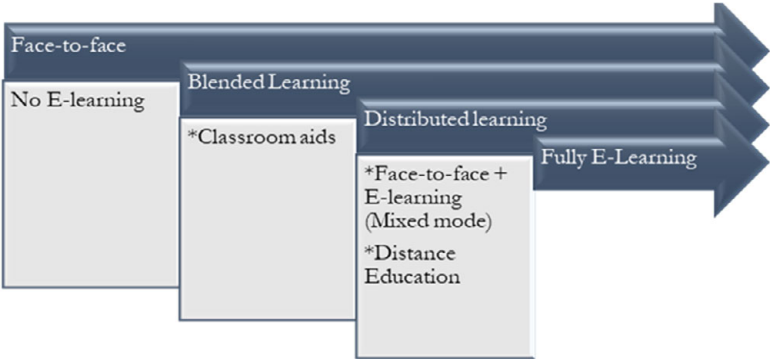 Face-to-face
No E-learning
Blended Learning
*Classroom aids
Distributed learning
*Face-to-face +
E-learning
(Mixed mode)
*Distance
Education
Fully E-Learning